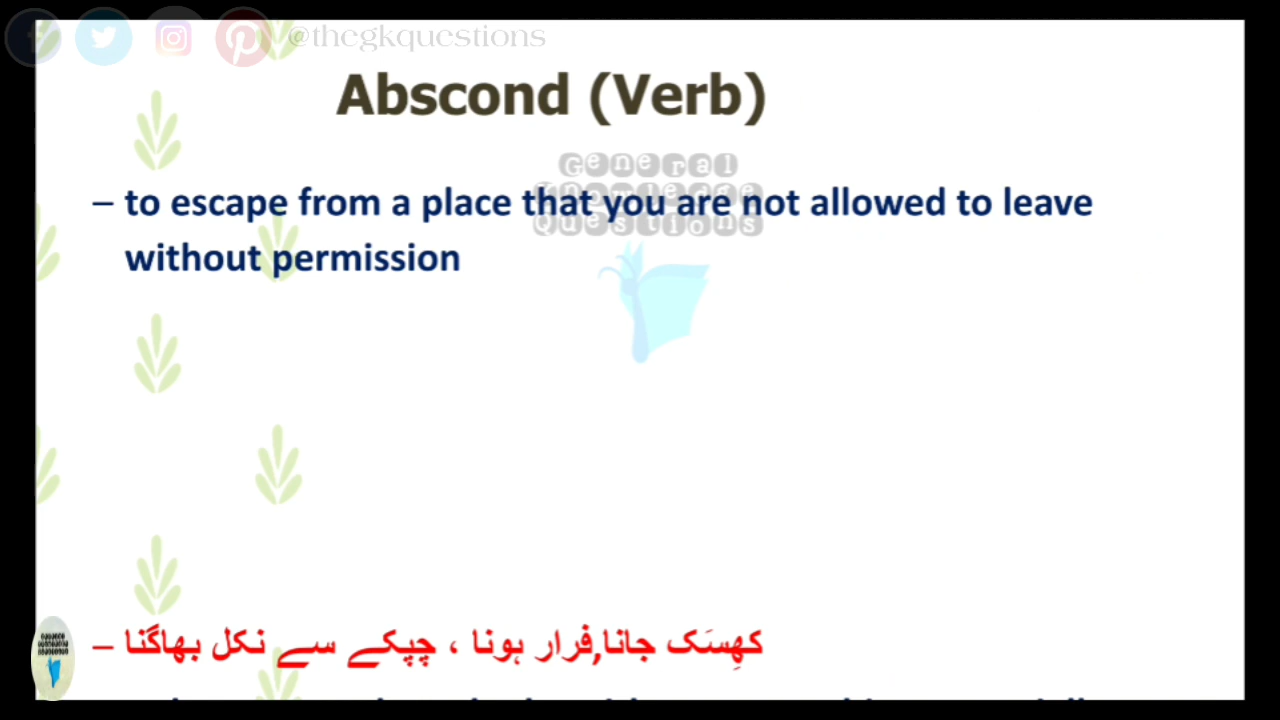 @thegkquestions
Abscond (Verb)
General
Knowledge
Questions
– to escape from a place that you are not allowed to leave
without permission
– کھِسَک جانا,فرار ہونا ، چپکے سے نکل بھاگنا